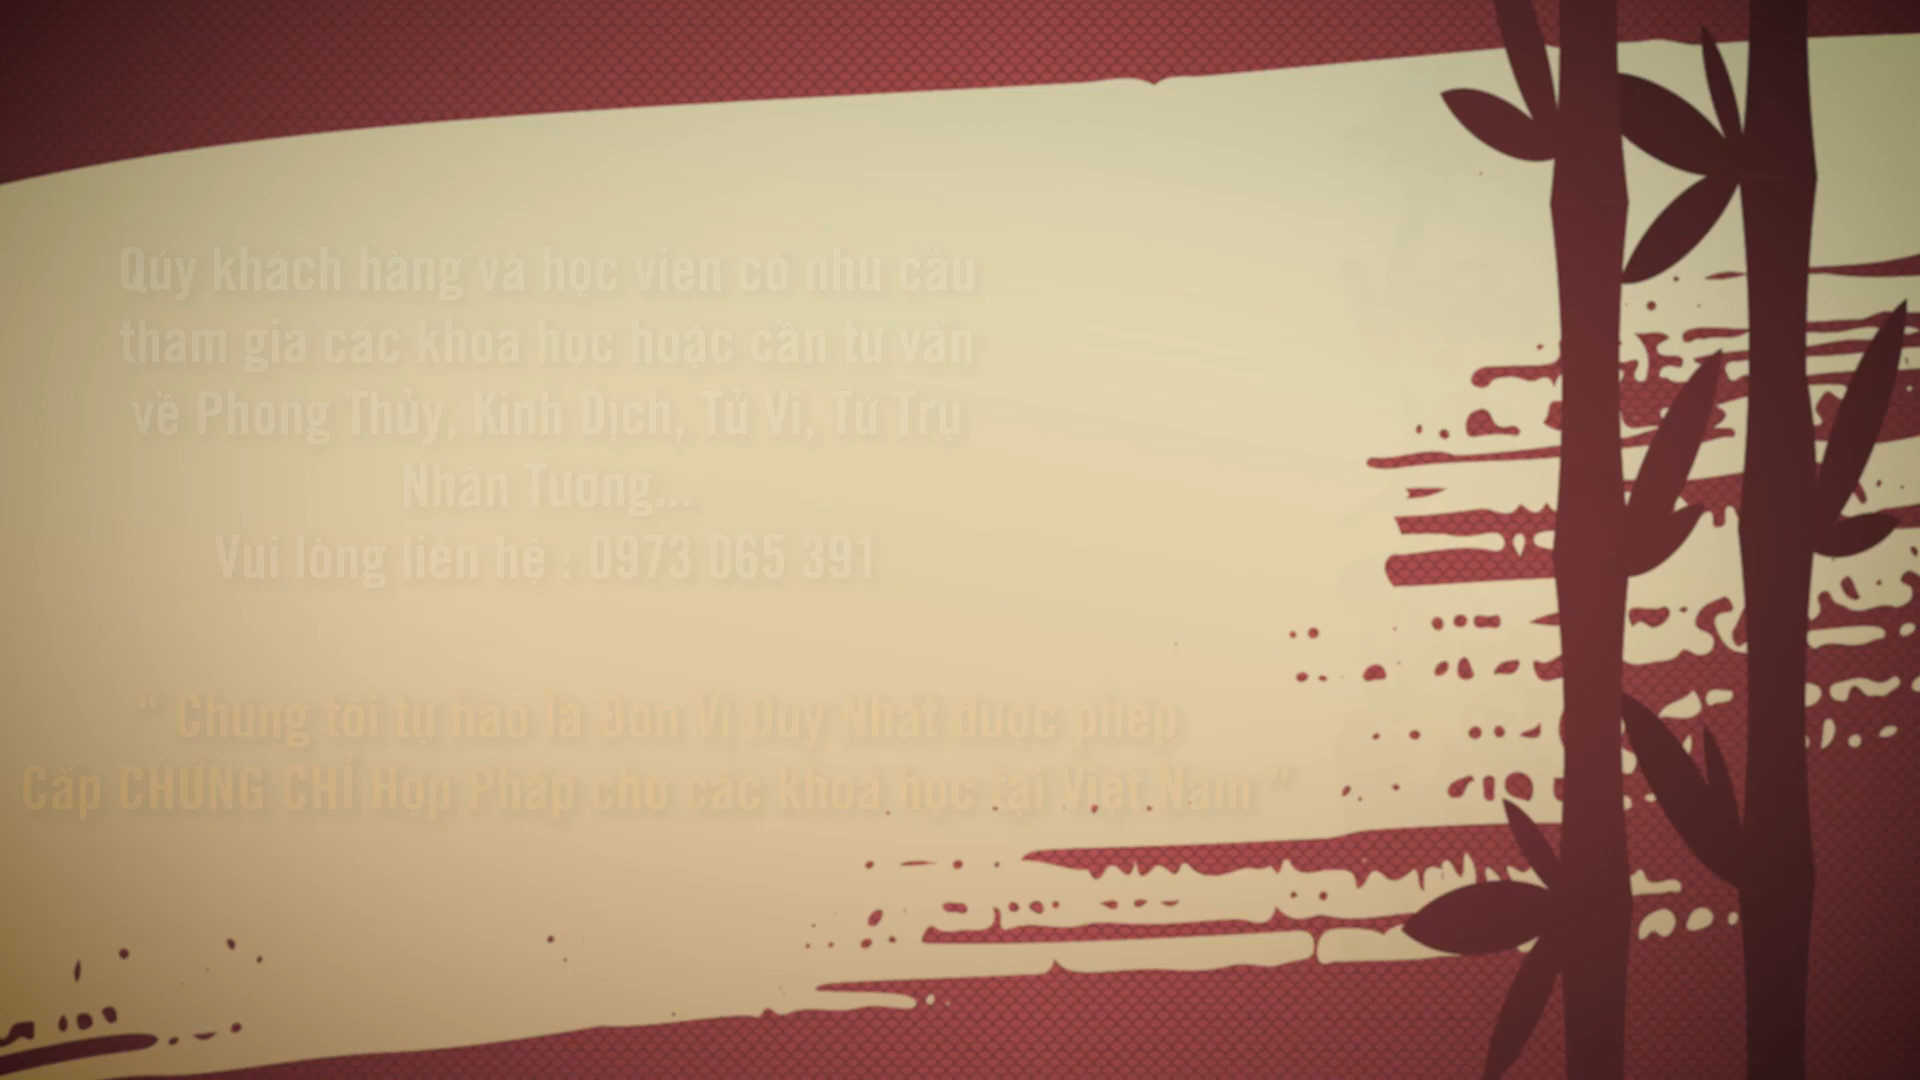 Qúy khách hàng và học viên có nhu cầu
tham gia các khóa học hoặc cần tư vấn
về Phong Thủy, Kinh Dịch, Tử Vi, Tứ Trụ
Nhân Tướng...
Vui lòng liên hệ : 0973 065 391
“ Chúng tôi tự hào là Đơn Vị Duy Nhất được phép
Cấp CHỨNG CHỈ Hợp Pháp cho các khoá học tại Việt Nam ”